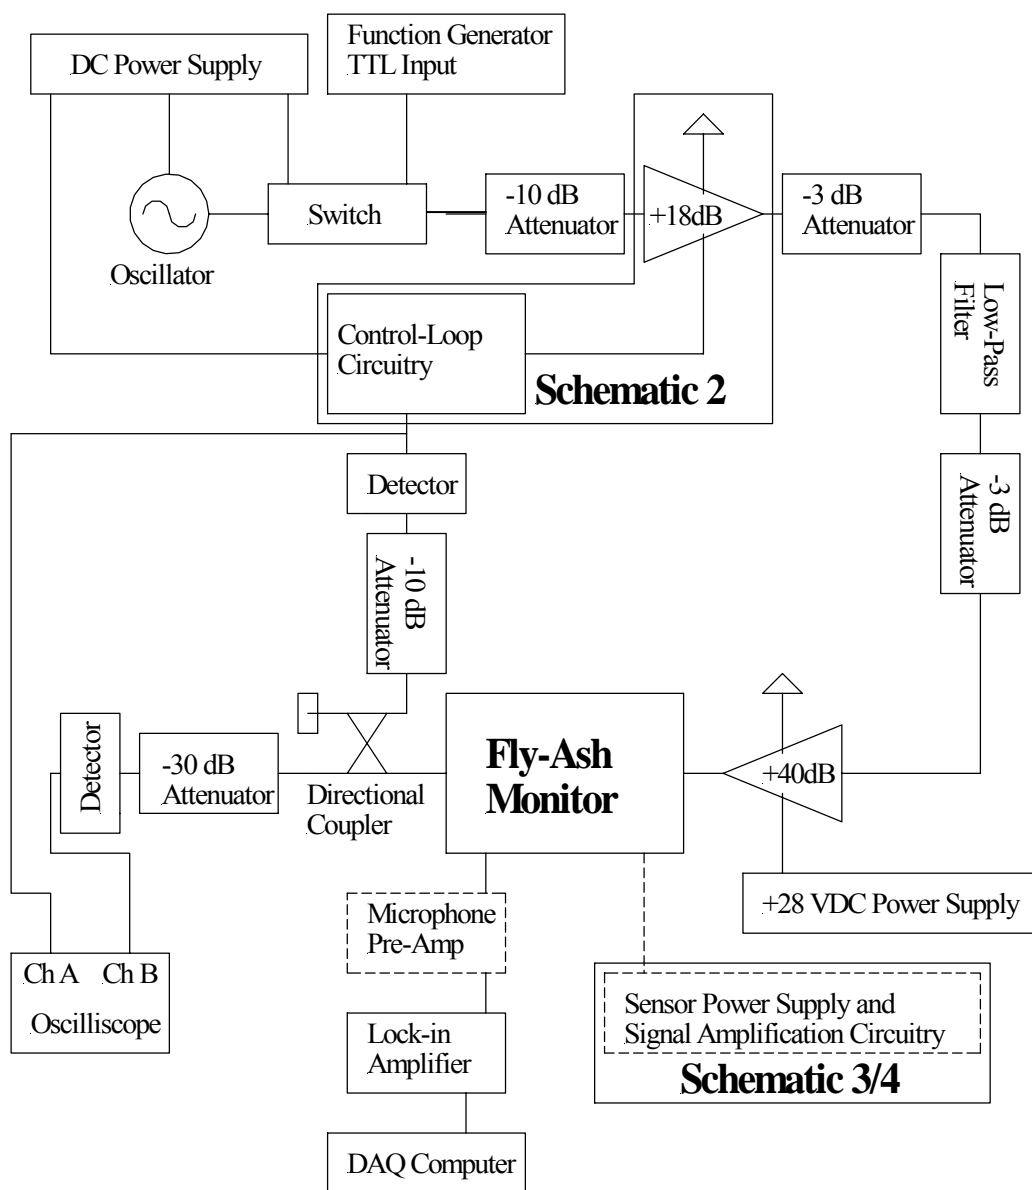 Function Generator
TTL Input
DC Power Supply
-10 dB
Attenuator
+18dB
-3 dB
Attenuator
Switch
Oscillator
Low-Pass
Filter
Control-Loop
Circuitry
Schematic 2
-3 dB
Attenuator
Detector
-10 dB
Attenuator
Detector
-30 dB
Attenuator
Directional
Coupler
Fly-Ash
Monitor
+40dB
+28 VDC Power Supply
Microphone
Pre-Amp
Ch A Ch B
Oscilliscope
Sensor Power Supply and
Signal Amplification Circuitry
Schematic 3/4
Lock-in
Amplifier
DAQ Computer